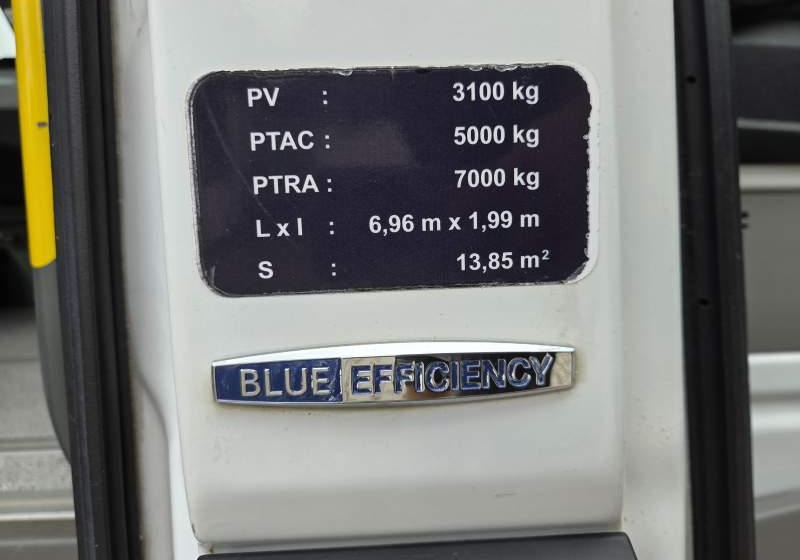 PV : 3100 kg
PTAC : 5000 kg
PTRA : 7000 kg
L x l : 6,96 m x 1,99 m
S : 13,85 m²
BLUE EFFICIENCY